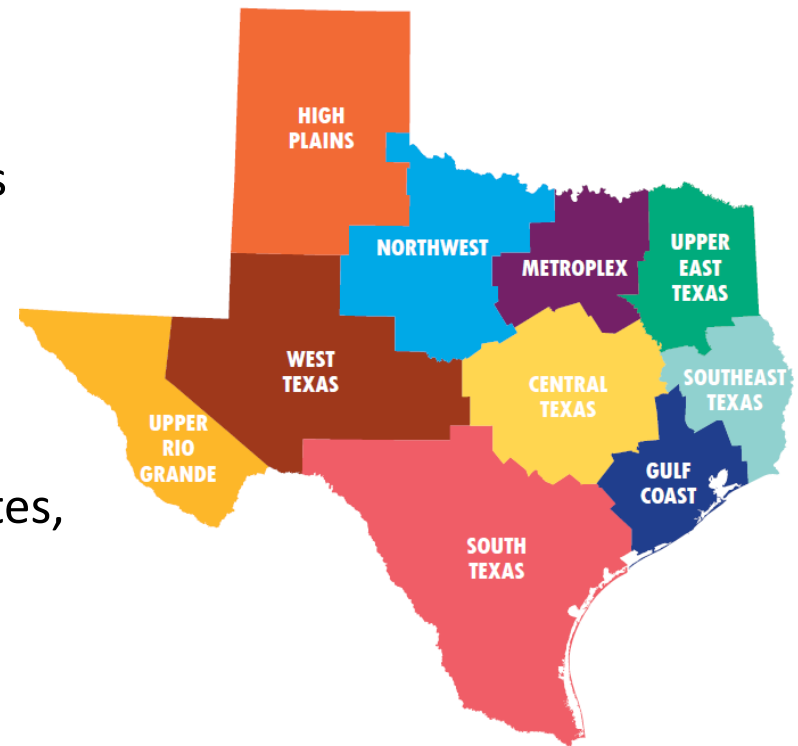 HIGH
PLAINS
s
NORTHWEST
METROPLEX
UPPER
EAST
TEXAS
WEST
TEXAS
CENTRAL
TEXAS
SOUTHEAST
TEXAS
UPPER
RIO
GRANDE
GULF
COAST
tes,
SOUTH
TEXAS